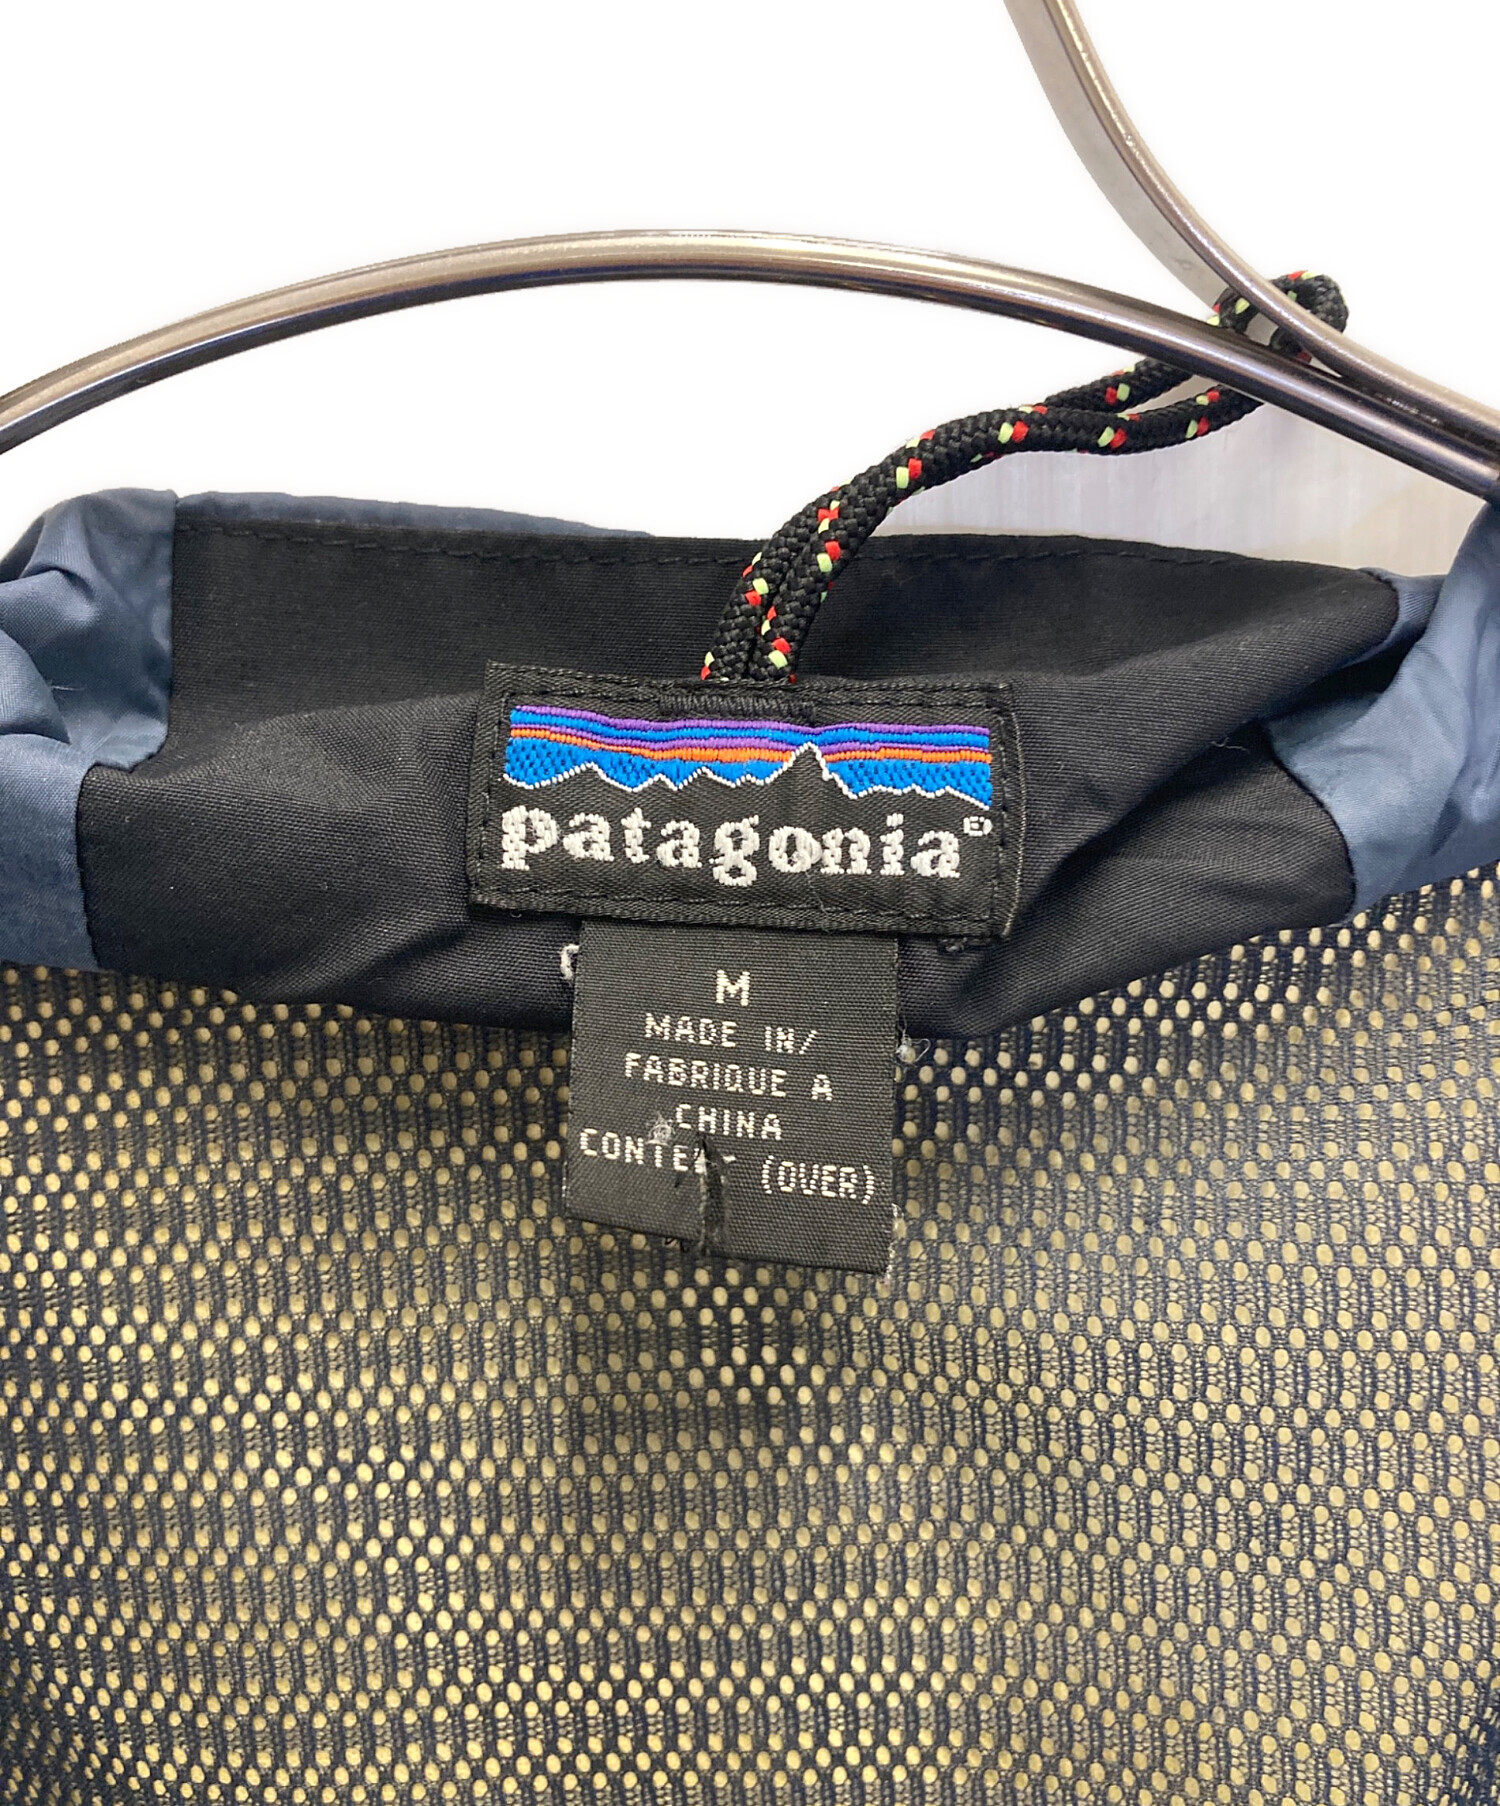 patagonia®
M
MADE IN/
FABRIQUE A
CHINA
(OVER)